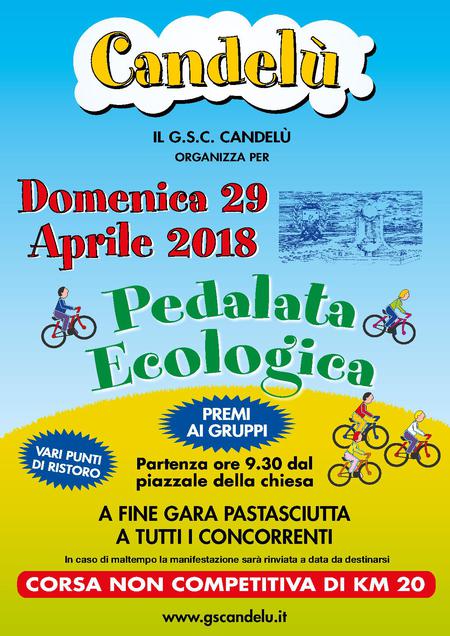 Candelù
IL G.S.C. CANDELÙ
ORGANIZZA PER
Domenica 29
Aprile 2018
Pedalata
Ecologica
PREMI
AI GRUPPI
VARI PUNTI
DI RISTORO
Partenza ore 9.30 dal
piazzale della chiesa
A FINE GARA PASTASCIUTTA
A TUTTI I CONCORRENTI
In caso di maltempo la manifestazione sarà rinviata a data da destinarsi
CORSA NON COMPETITIVA DI KM 20
www.gscandelu.it